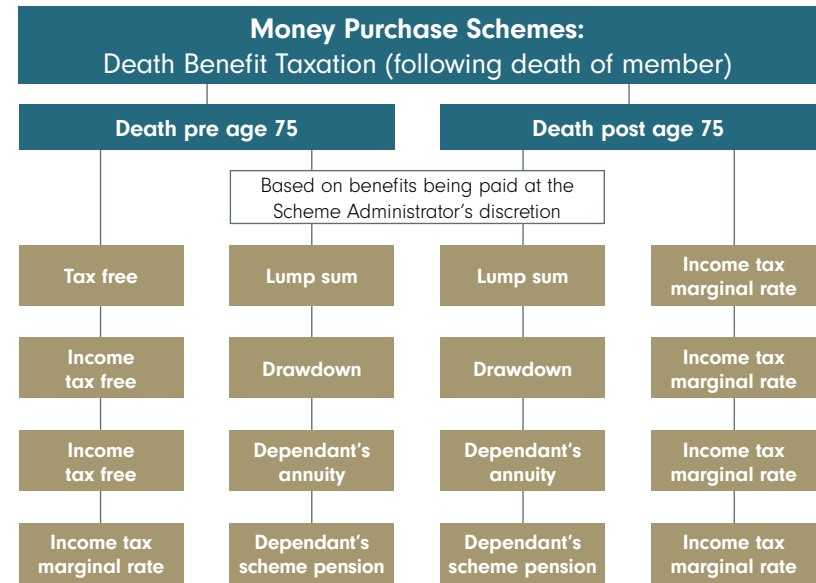 Money Purchase Schemes:
Death Benefit Taxation (following death of member)
Death pre age 75
Death post age 75
Based on benefits being paid at the
Scheme Administrator's discretion
Tax free
Lump sum
Lump sum
Income tax
marginal rate
Income
tax free
Drawdown
Drawdown
Income tax
marginal rate
Income
tax free
Dependant's
annuity
Dependant's
annuity
Income tax
marginal rate
Income tax
marginal rate
Dependant's
scheme pension
Dependant's
scheme pension
Income tax
marginal rate